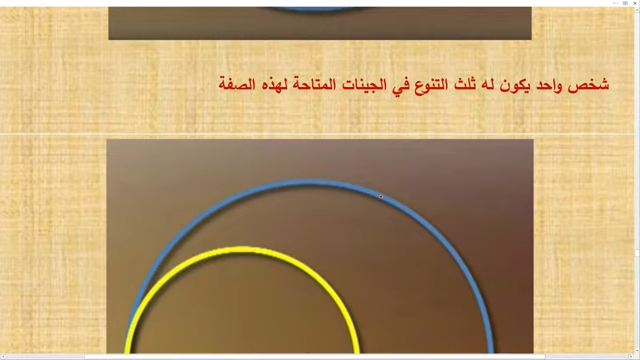 شخص واحد يكون له ثلث التنوع في الجينات المتاحة لهذه الصفة